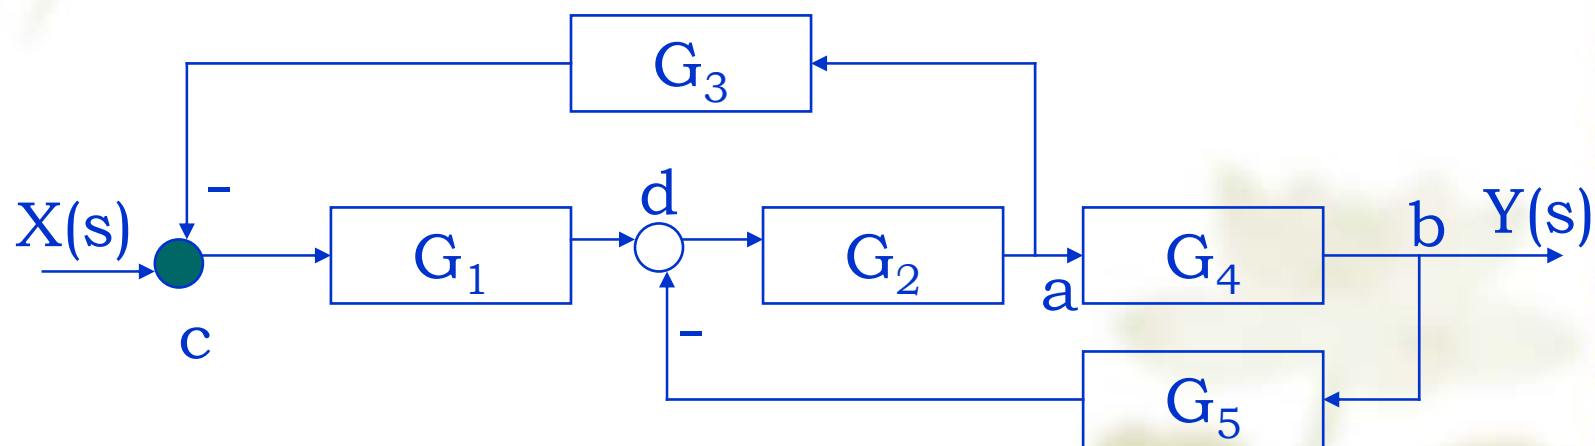 G₃
–
X(s)
c
G₁
d
–
G₂
a
G₄
b
Y(s)
G₅